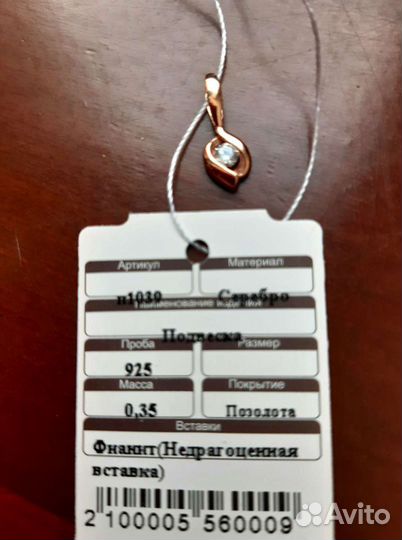 Артикул Материал
п1039 Серебро
Наименование изделия
Подвеска
Проба Размер
925
Масса Покрытие
0,35 Позолота
Вставки
Фианит(Недрагоценная
вставка)
2 100005 560009
Avito